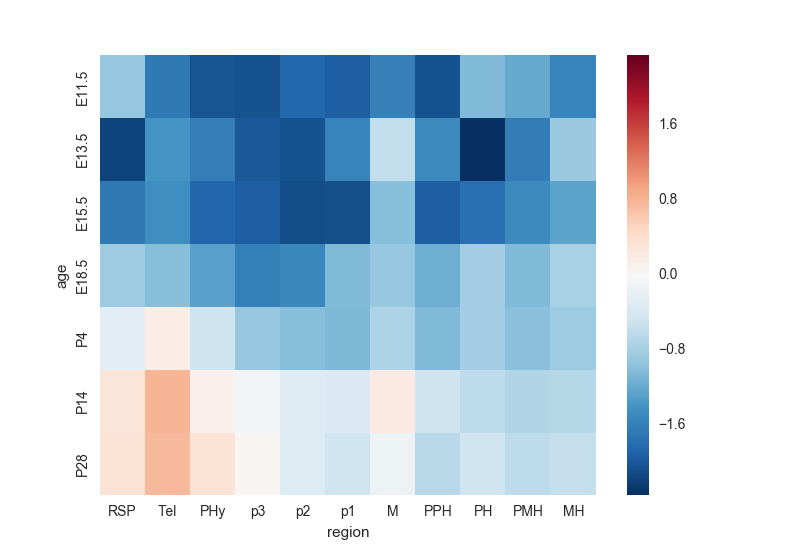 E11.5
E13.5
E15.5
E18.5
P4
P14
P28
age
RSP Tel PHy p3 p2 p1 M PPH PH PMH MH
region
1.6
0.8
0.0
−0.8
−1.6